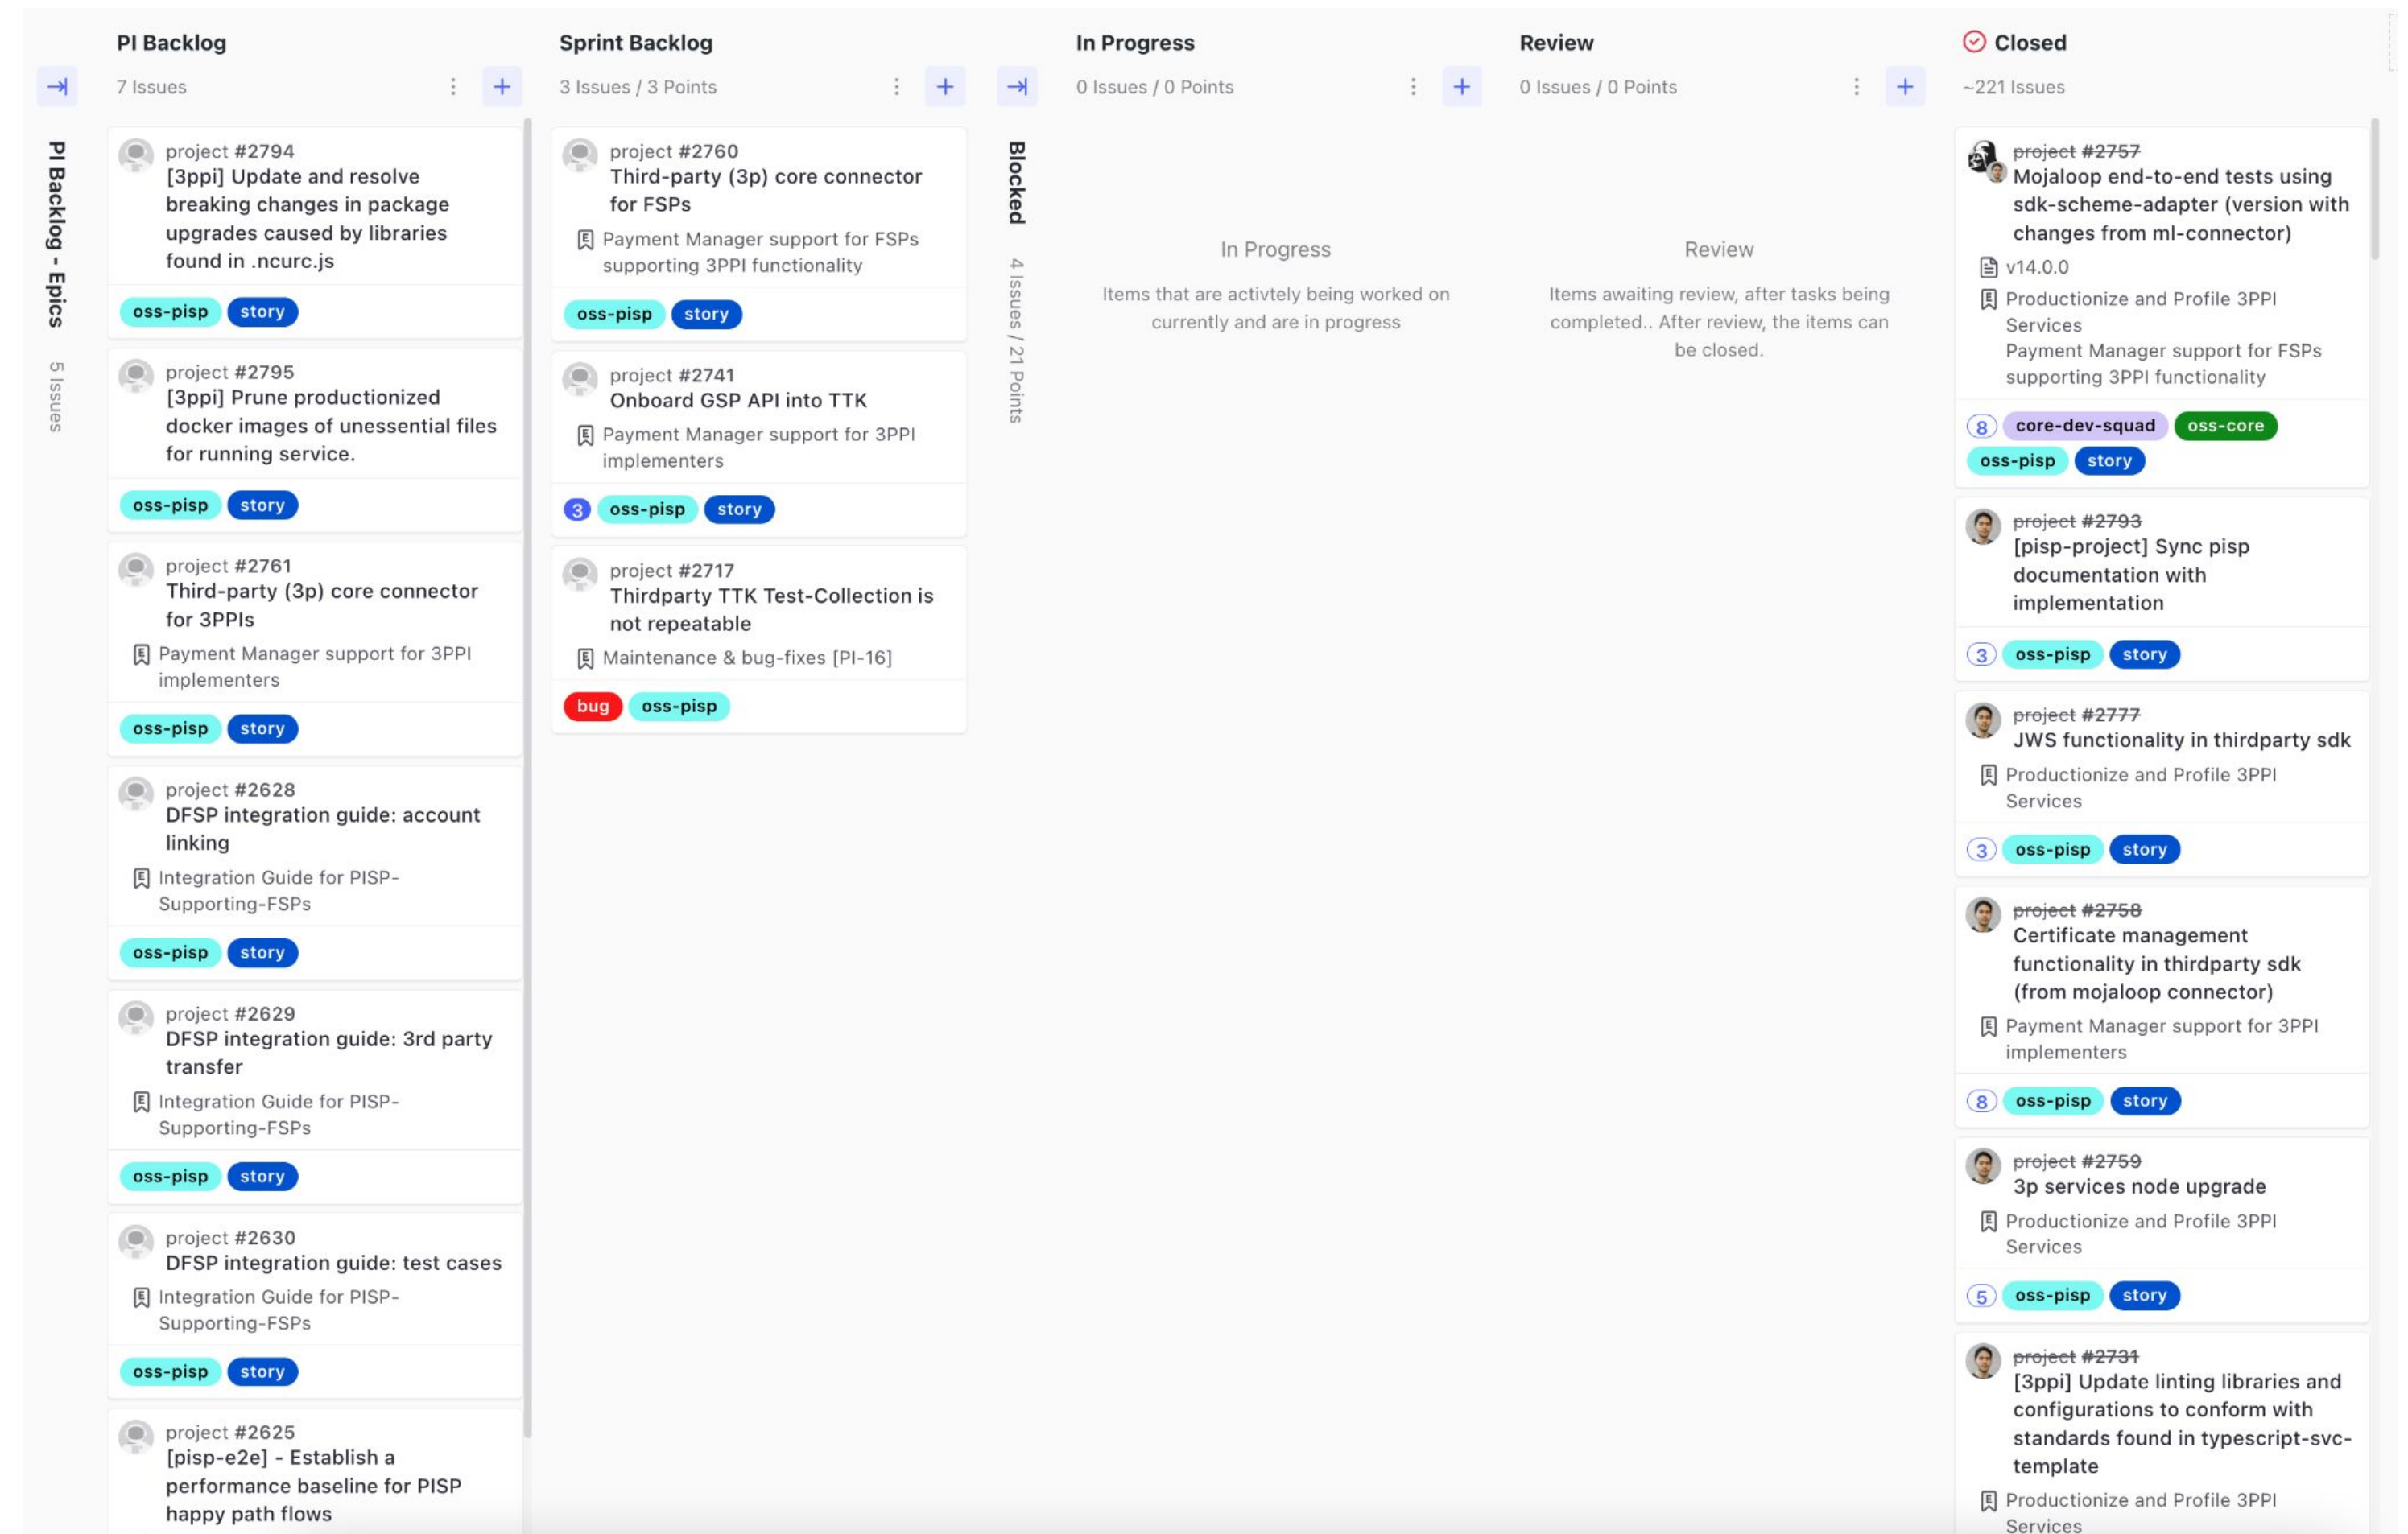 PI Backlog - Epics
5 Issues
PI Backlog
7 Issues
project #2794
[3ppi] Update and resolve
breaking changes in package
upgrades caused by libraries
found in .ncurc.js
oss-pisp story
project #2795
[3ppi] Prune productionized
docker images of unessential files
for running service.
oss-pisp story
project #2761
Third-party (3p) core connector
for 3PPIs
Payment Manager support for 3PPI
implementers
oss-pisp story
project #2628
DFSP integration guide: account
linking
Integration Guide for PISP-
Supporting-FSPs
oss-pisp story
project #2629
DFSP integration guide: 3rd party
transfer
Integration Guide for PISP-
Supporting-FSPs
oss-pisp story
project #2630
DFSP integration guide: test cases
Integration Guide for PISP-
Supporting-FSPs
oss-pisp story
project #2625
[pisp-e2e] - Establish a
performance baseline for PISP
happy path flows
Sprint Backlog
3 Issues / 3 Points
project #2760
Third-party (3p) core connector
for FSPs
Payment Manager support for FSPs
supporting 3PPI functionality
oss-pisp story
project #2741
Onboard GSP API into TTK
Payment Manager support for 3PPI
implementers
3 oss-pisp story
project #2717
Thirdparty TTK Test-Collection is
not repeatable
Maintenance & bug-fixes [PI-16]
bug oss-pisp
Blocked
4 Issues / 21 Points
In Progress
0 Issues / 0 Points
In Progress
Items that are activtely being worked on
currently and are in progress
Review
0 Issues / 0 Points
Review
Items awaiting review, after tasks being
completed.. After review, the items can
be closed.
Closed
~221 Issues
project #2757
Mojaloop end-to-end tests using
sdk-scheme-adapter (version with
changes from ml-connector)
v14.0.0
Productionize and Profile 3PPI
Services
Payment Manager support for FSPs
supporting 3PPI functionality
8 core-dev-squad oss-core
oss-pisp story
project #2793
[pisp-project] Sync pisp
documentation with
implementation
3 oss-pisp story
project #2777
JWS functionality in thirdparty sdk
Productionize and Profile 3PPI
Services
3 oss-pisp story
project #2758
Certificate management
functionality in thirdparty sdk
(from mojaloop connector)
Payment Manager support for 3PPI
implementers
8 oss-pisp story
project #2759
3p services node upgrade
Productionize and Profile 3PPI
Services
5 oss-pisp story
project #2731
[3ppi] Update linting libraries and
configurations to conform with
standards found in typescript-svc-
template
Productionize and Profile 3PPI
Services